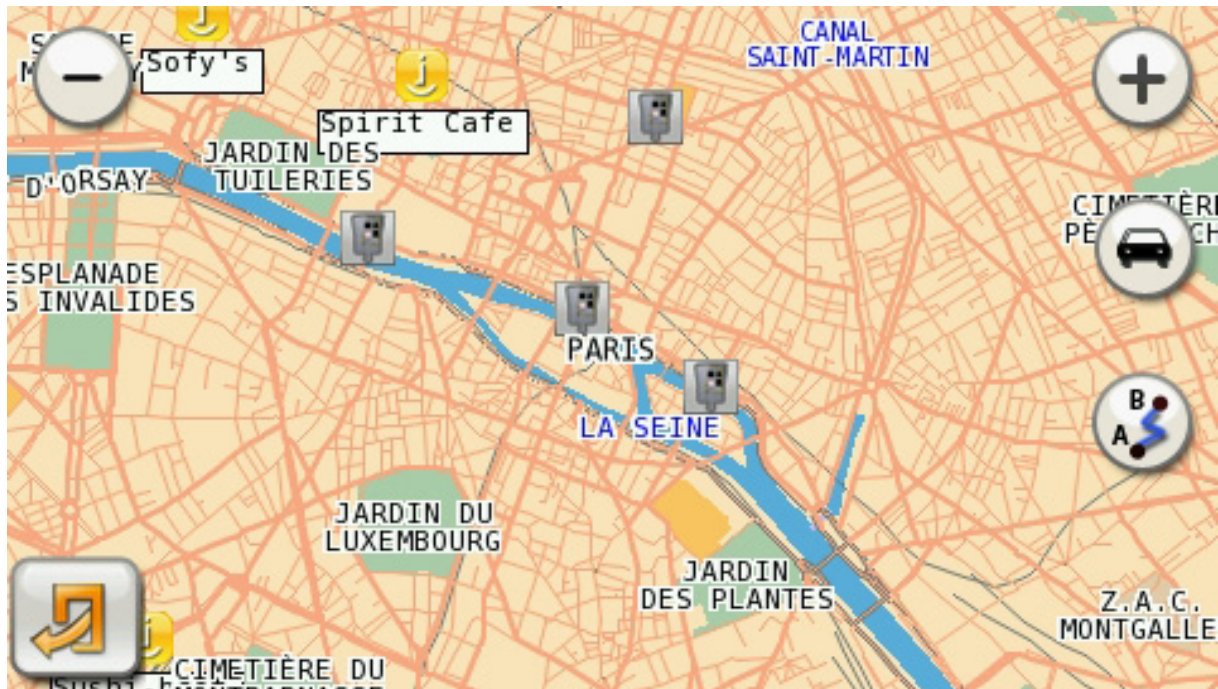 Sofy's
CANAL
SAINT-MARTIN
Spirit Cafe
JARDIN DES
TUILERIES
D'ORSAY
ESPLANADE
S INVALIDES
PARIS
LA SEINE
B
A
JARDIN DU
LUXEMBOURG
JARDIN
DES PLANTES
Z.A.C.
MONTGALLE
CIMETIÈRE DU
Sushi